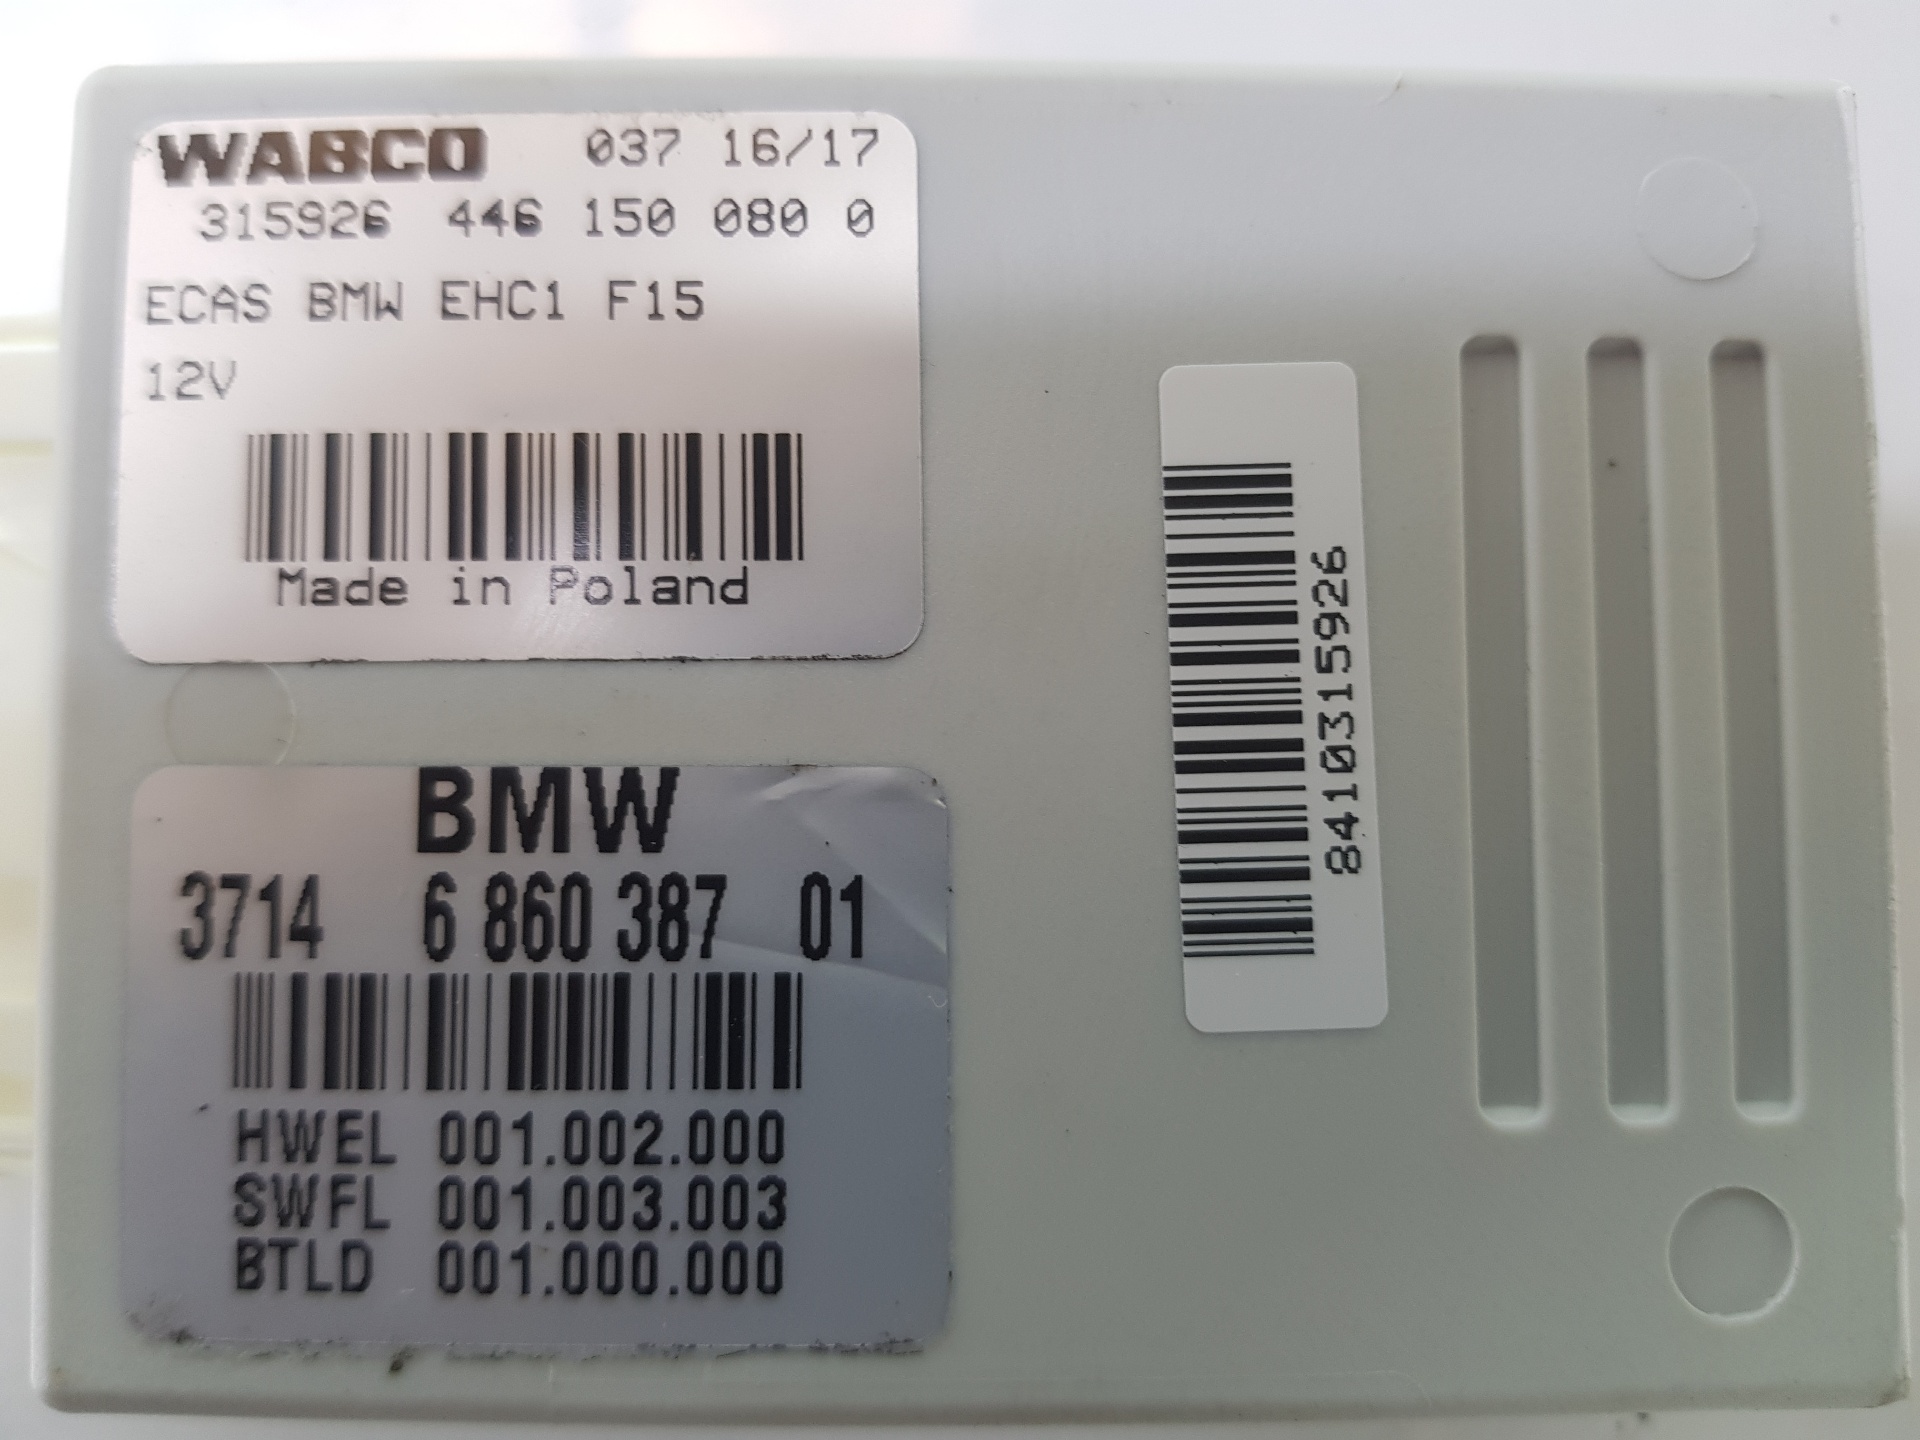 WABCO 037 16/17
315926 446 150 080 0
ECAS BMW EHC1 F15
12V
Made in Poland
BMW
3714 6 860 387 01
HWEL 001.002.000
SWFL 001.003.003
BTLD 001.000.000
8410315926